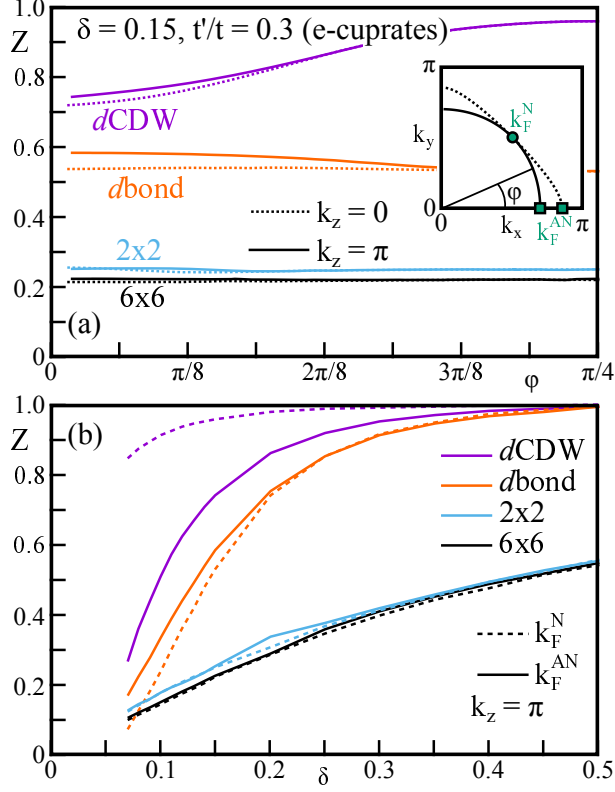 1.0
Z
δ = 0.15, t'/t = 0.3 (e-cuprates)
0.8
0.6
0.4
0.2
0
dCDW
dbond
2x2
6x6
k_z = 0
k_z = π
(a)
π
k_y
0
0
k_x
π
φ
k_F^N
k_F^AN
0
π/8
2π/8
3π/8
φ
π/4
1.0
Z
(b)
0.8
0.6
0.4
0.2
0
dCDW
dbond
2x2
6x6
k_F^N
k_F^AN
k_z = π
0
0.1
0.2
δ
0.3
0.4
0.5